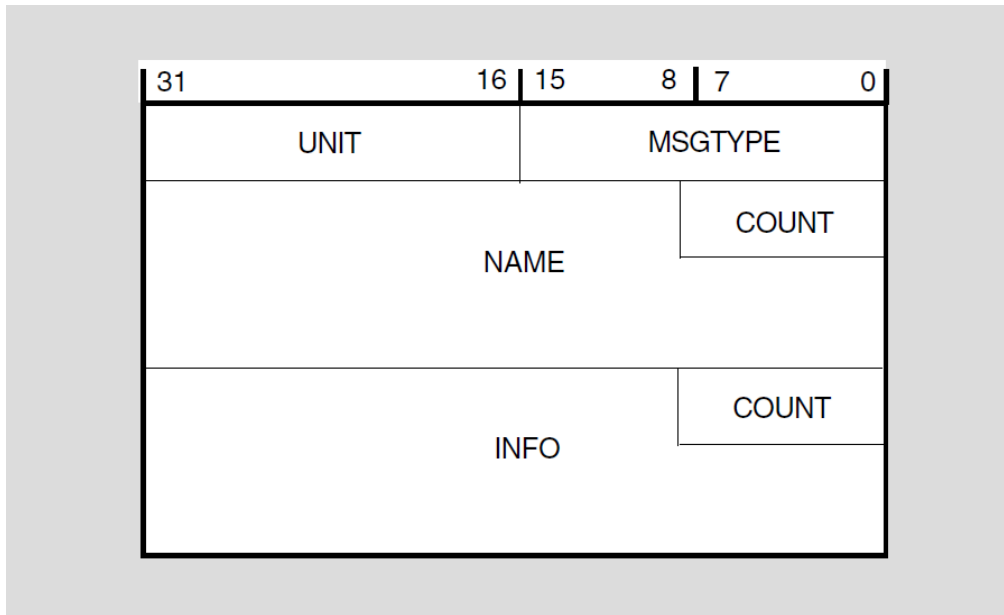 31 16 15 8 7 0
UNIT MSGTYPE
COUNT
NAME
COUNT
INFO